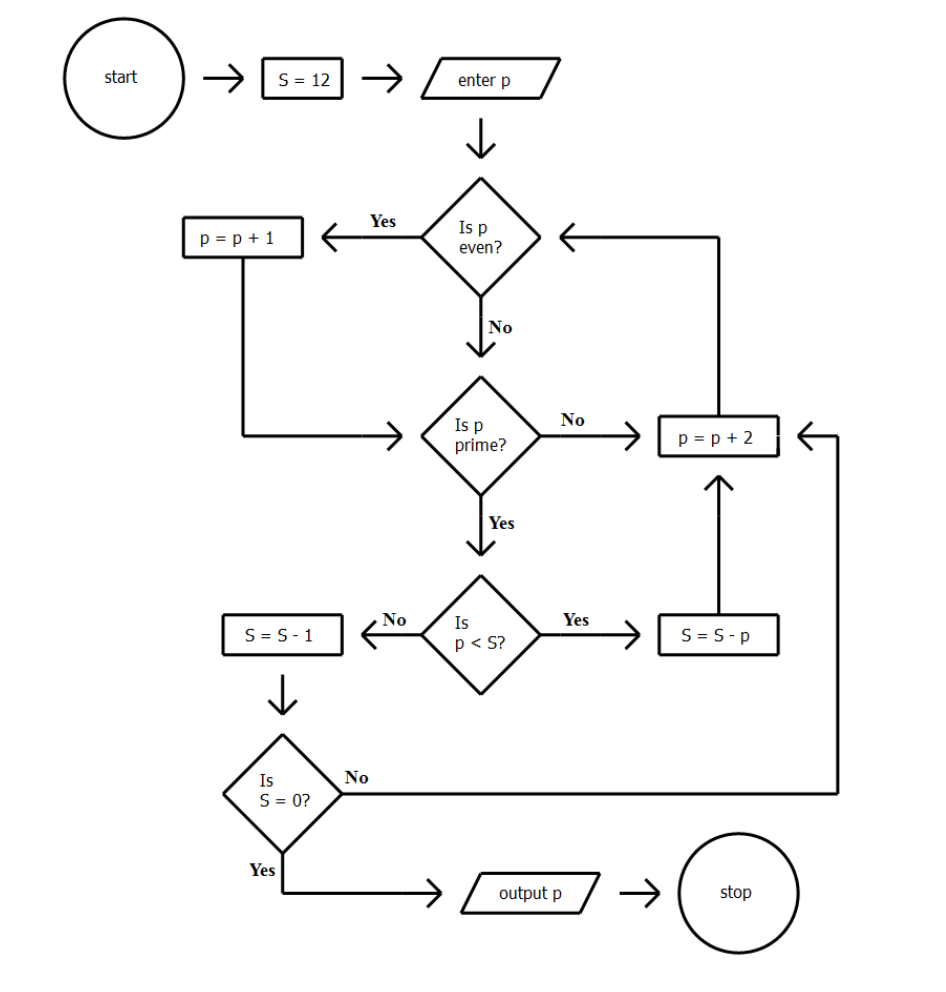 start
S = 12
enter p
Yes
p = p + 1
Is p
even?
No
Is p
prime?
No
p = p + 2
Yes
S = S - 1
No
Is
p < S?
Yes
S = S - p
Is
S = 0?
No
Yes
output p
stop